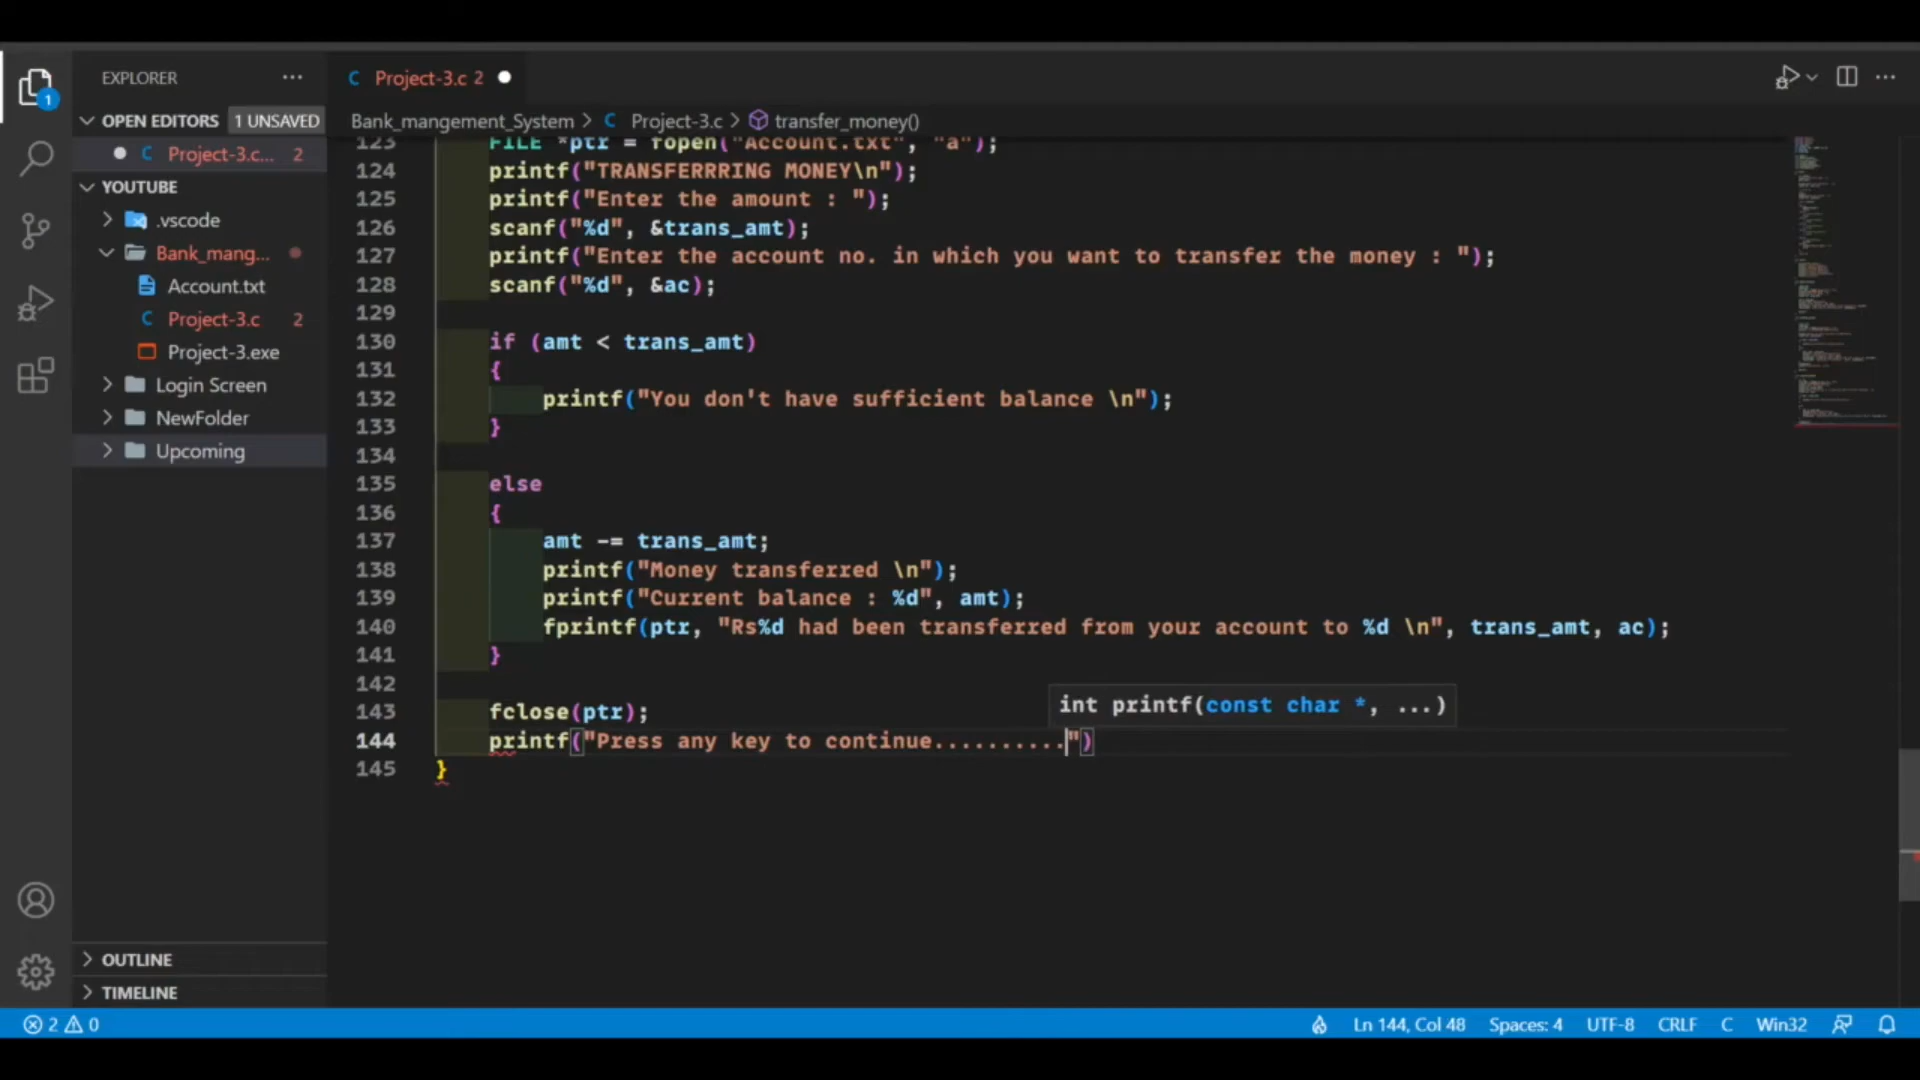 EXPLORER
Project-3.c 2
OPEN EDITORS 1 UNSAVED
Bank_mangement_System > C Project-3.c > transfer_money()
C Project-3.c... 2
YOUTUBE
.vscode
Bank_mang...
Account.txt
C Project-3.c 2
Project-3.exe
Login Screen
NewFolder
Upcoming
OUTLINE
TIMELINE
123 FILE *ptr = fopen("Account.txt", "a");
124 printf("TRANSFERRRING MONEY\n");
125 printf("Enter the amount : ");
126 scanf("%d", &trans_amt);
127 printf("Enter the account no. in which you want to transfer the money : ");
128 scanf("%d", &ac);
129
130 if (amt < trans_amt)
131 {
132 printf("You don't have sufficient balance \n");
133 }
134
135 else
136 {
137 amt -= trans_amt;
138 printf("Money transferred \n");
139 printf("Current balance : %d", amt);
140 fprintf(ptr, "Rs%d had been transferred from your account to %d \n", trans_amt, ac);
141 }
142
143 fclose(ptr);
int printf(const char *, ...)
144 printf("Press any key to continue..........")
145 }
1
2 0
Ln 144, Col 48 Spaces: 4 UTF-8 CRLF C Win32